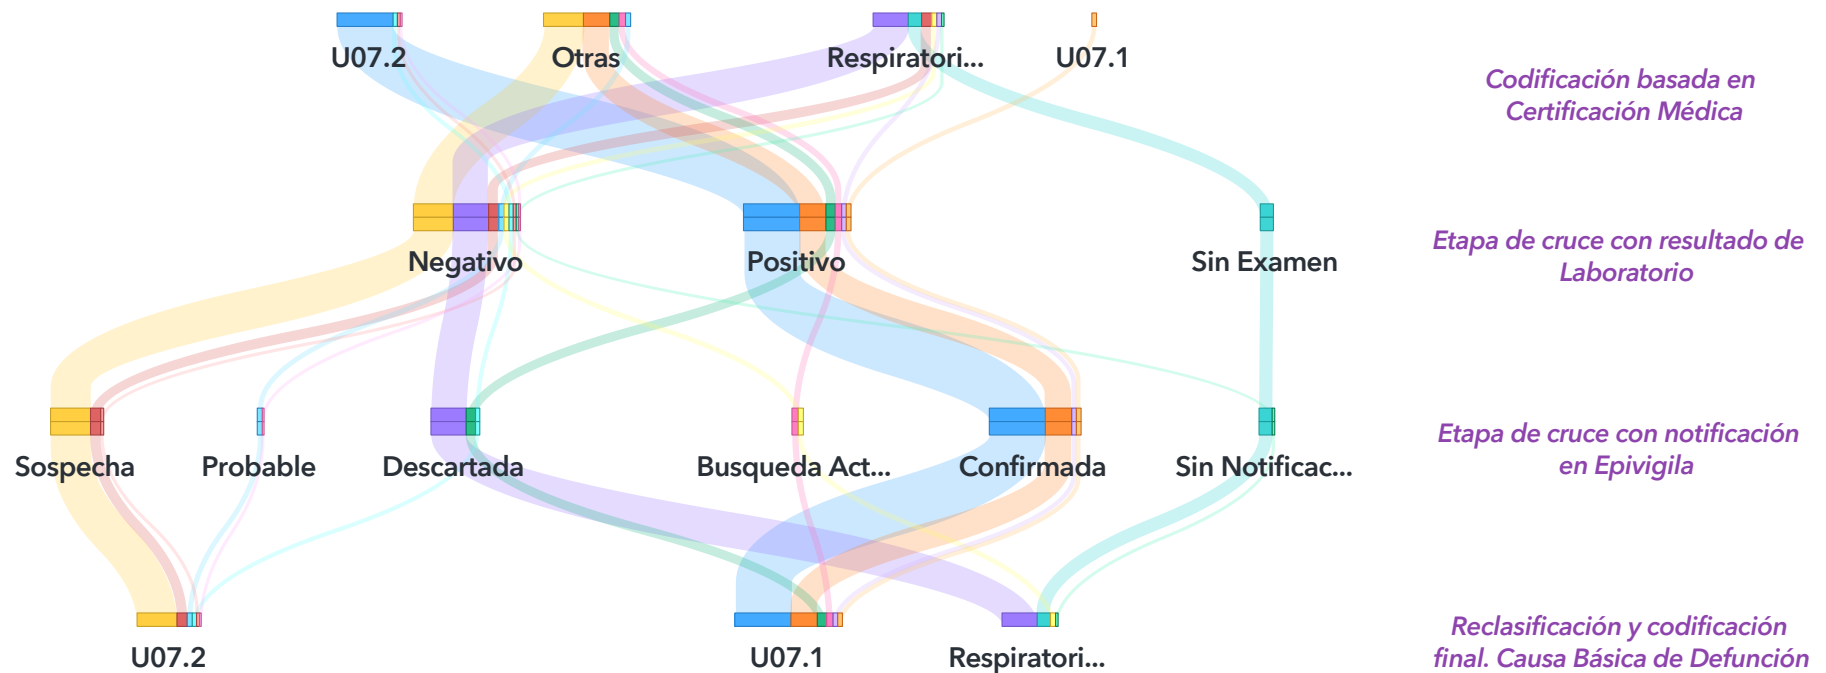 U07.2 Otras Respiratori... U07.1
Codificación basada en
Certificación Médica
Negativo Positivo Sin Examen
Etapa de cruce con resultado de
Laboratorio
Sospecha Probable Descartada Busqueda Act... Confirmada Sin Notificac...
Etapa de cruce con notificación
en Epivigila
U07.2 U07.1 Respiratori...
Reclasificación y codificación
final. Causa Básica de Defunción